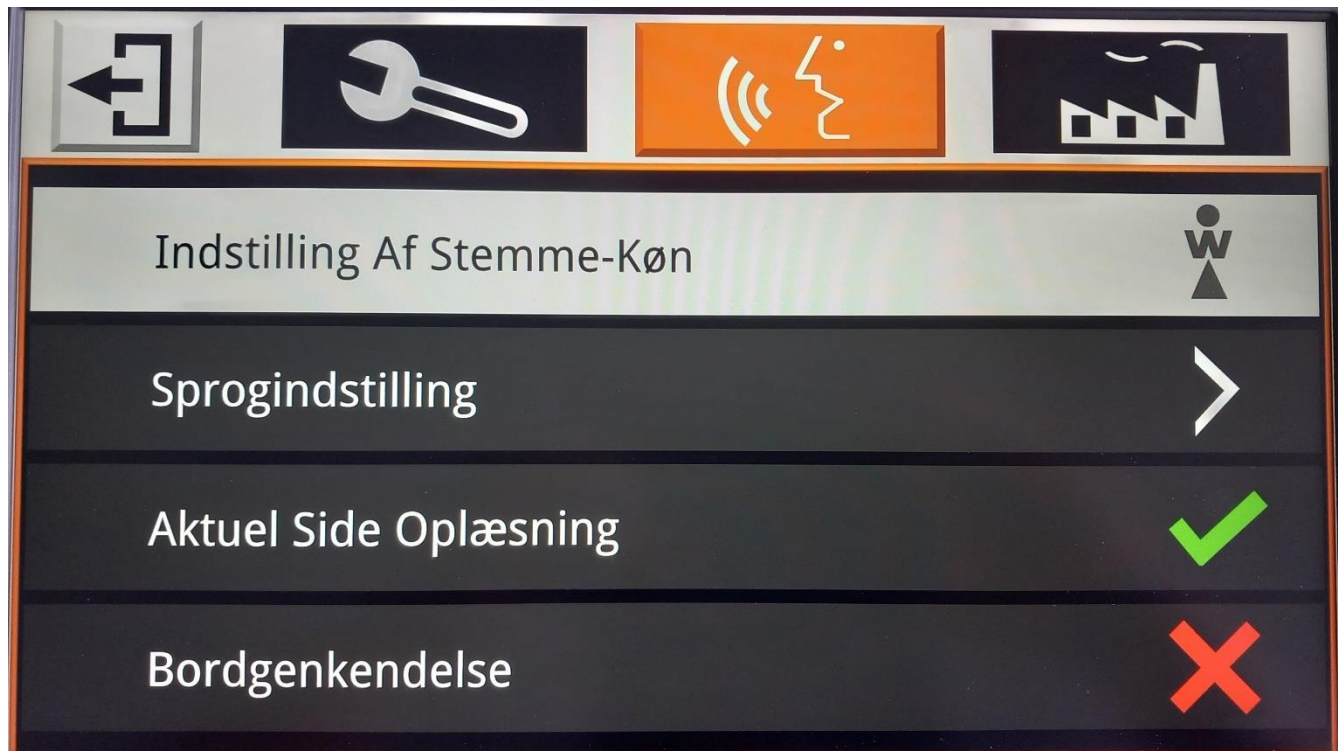 Indstilling Af Stemme-Køn
W
Sprogindstilling
Aktuel Side Oplæsning
Bordgenkendelse